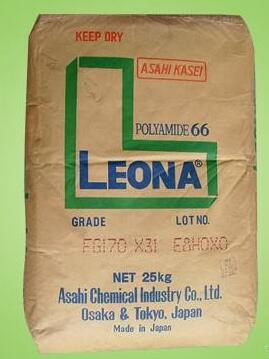 KEEP DRY
ASAHI KASEI
POLYAMIDE 66
LEONA®
GRADE LOT NO.
FG170 X31 E8H0X0
NET 25kg
Asahi Chemical Industry Co., Ltd.
Osaka & Tokyo, Japan
Made in Japan